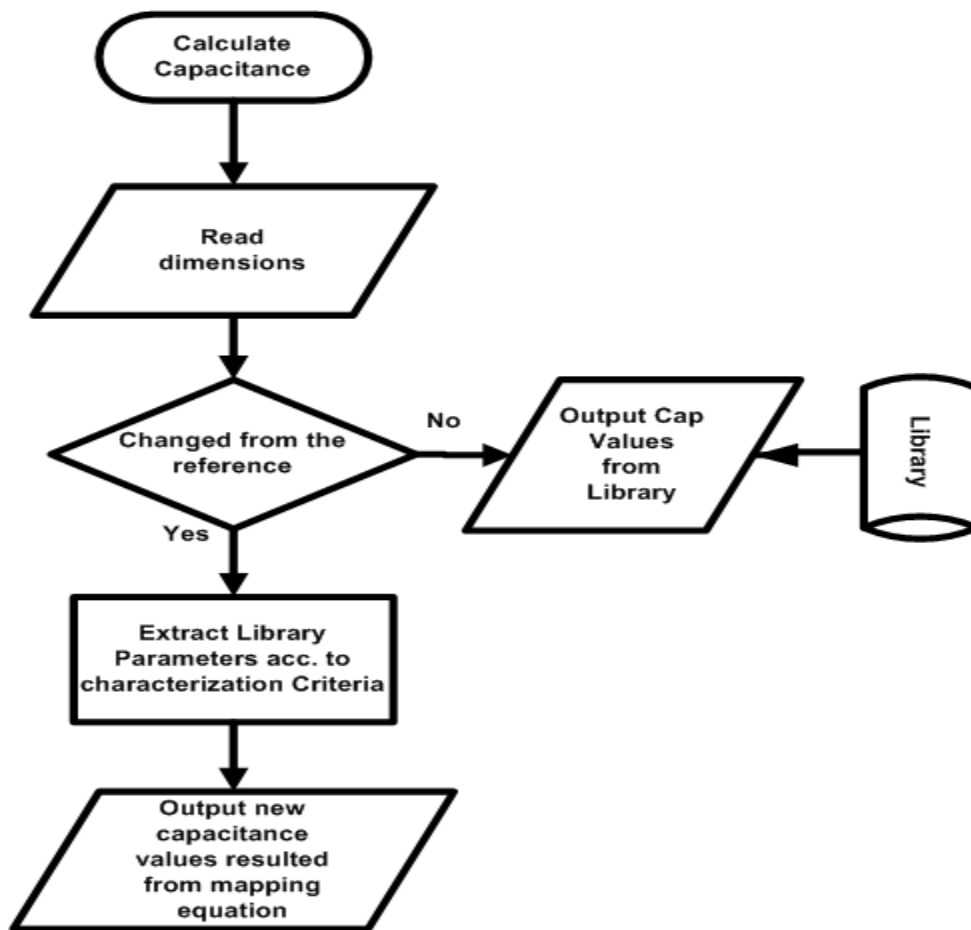 Calculate
Capacitance
Read
dimensions
Changed from the
reference
No
Output Cap
Values
from
Library
Library
Yes
Extract Library
Parameters acc. to
characterization Criteria
Output new
capacitance
values resulted
from mapping
equation